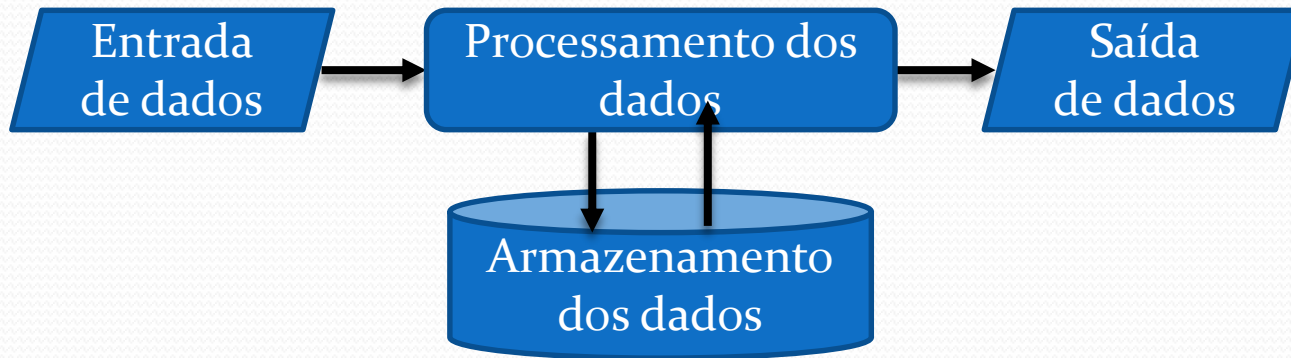 Entrada
de dados
Processamento dos
dados
Saída
de dados
Armazenamento
dos dados